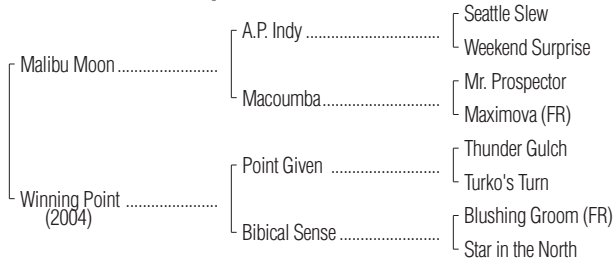 Seattle Slew
A.P. Indy ...............................
Weekend Surprise
Malibu Moon .......................
Mr. Prospector
Macoumba ............................
Maximova (FR)
Thunder Gulch
Point Given .........................
Turko's Turn
Winning Point .....................
(2004)
Blushing Groom (FR)
Bibical Sense .......................
Star in the North